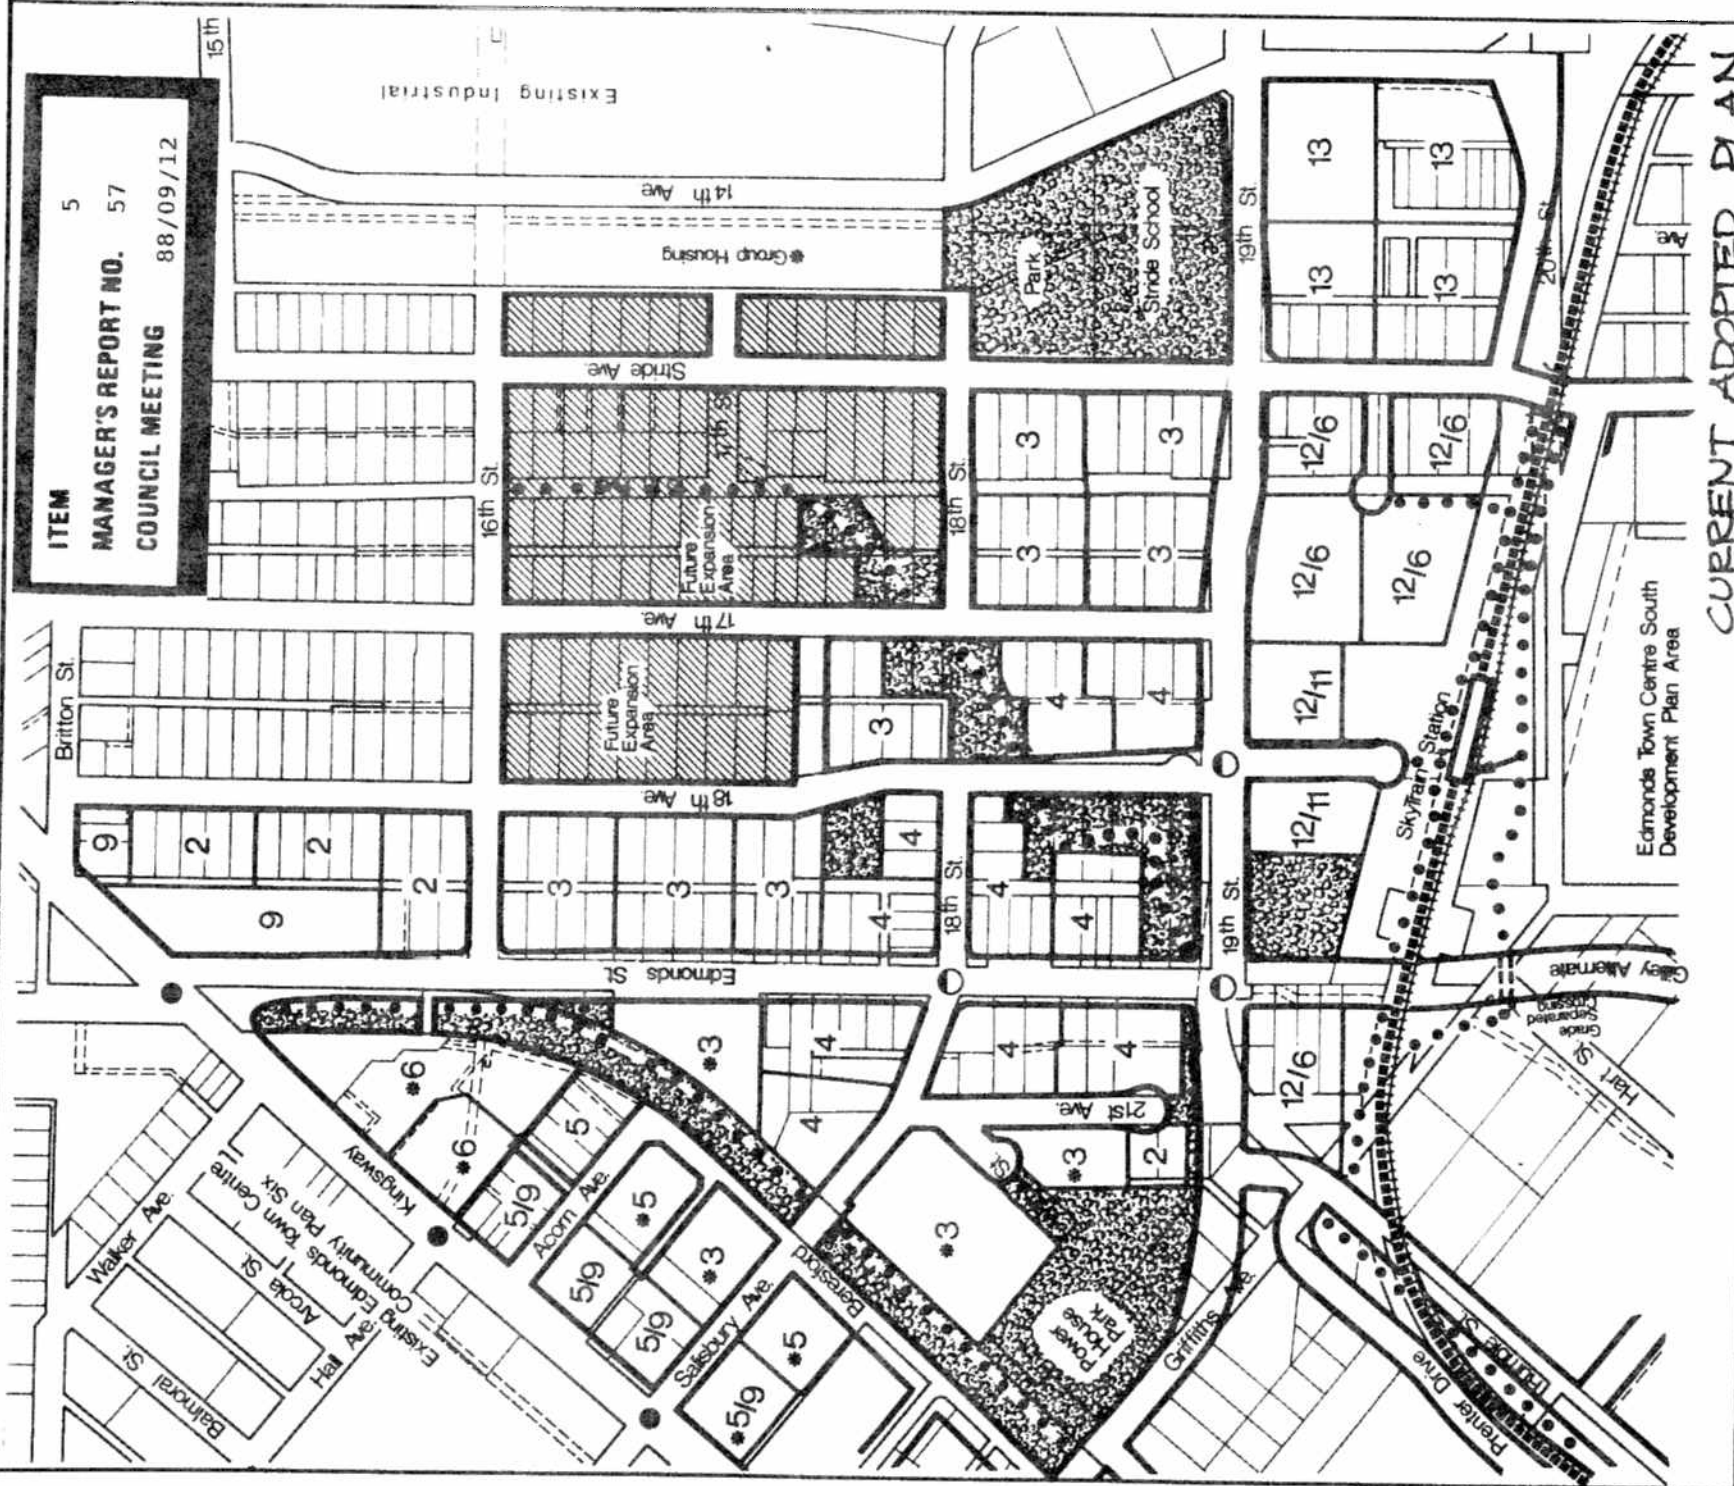 ITEM 5
MANAGER'S REPORT NO. 57
COUNCIL MEETING 88/09/12
15th
Existing Industrial
14th Ave
*Group Housing
Park
*Stride School
19th St.
13
13
13
13
20th St.
Ave
Stride Ave.
17th St
16th St.
18th St.
3
3
3
3
12/6
12/6
12/6
12/6
Future
Expansion
Area
17th Ave.
Britton St.
Future
Expansion
Area
3
4
4
12/11
SkyTrain Station
Edmonds Town Centre South
Development Plan Area
18th Ave.
9
2
2
9
2
3
3
3
4
4
18th St.
4
4
19th St.
12/11
Edmonds St.
Alternate
Grade
Separated
Crossing
Hart St.
*6
*6
5
5/9
*3
4
4
4
4
21st Ave.
12/6
St.
*3
2
Kingsway
Acorn Ave.
*5
5/9
*3
5/9
Salisbury Ave.
Beresford
*5
*5/9
*3
Power
House
Park
Griffiths Ave.
Prenter Drive
Hume St.
Walker Ave.
Arcola St.
Balmoral St.
Hall Ave.
Existing Edmonds Town Centre
Community Plan Six
CURRENT ADOPTED PLAN